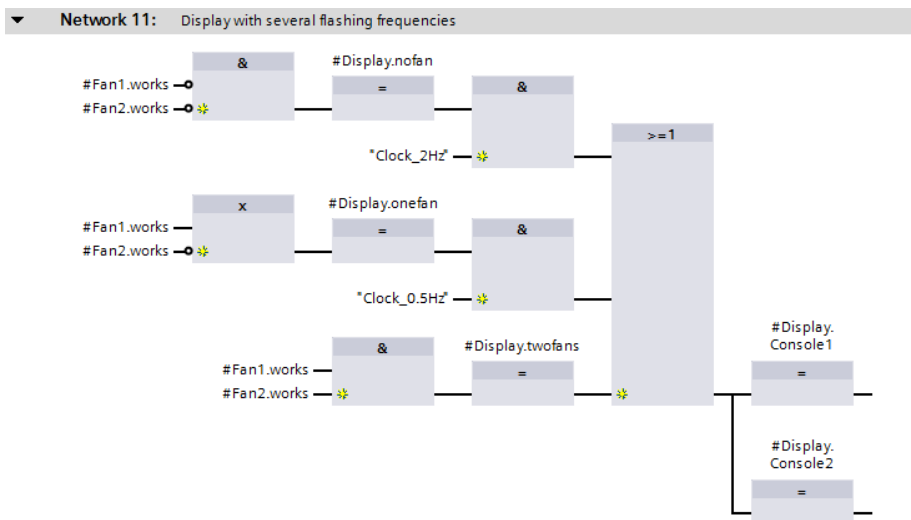 Network 11: Display with several flashing frequencies
& #Display.nofan
#Fan1.works = &
#Fan2.works
>=1
"Clock_2Hz"
x #Display.onefan
#Fan1.works = &
#Fan2.works
"Clock_0.5Hz"
#Display.
Console1
& #Display.twofans
#Fan1.works = =
#Fan2.works
#Display.
Console2
=